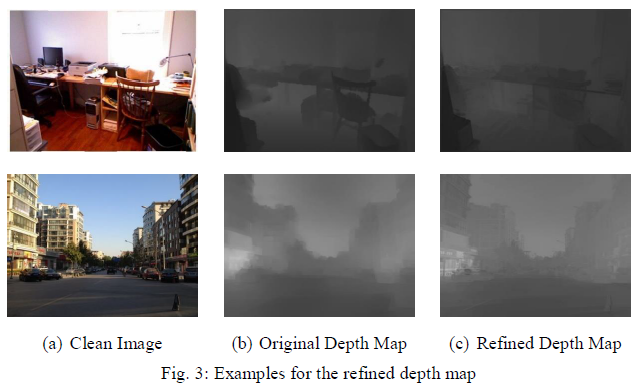 (a) Clean Image
(b) Original Depth Map
(c) Refined Depth Map
Fig. 3: Examples for the refined depth map